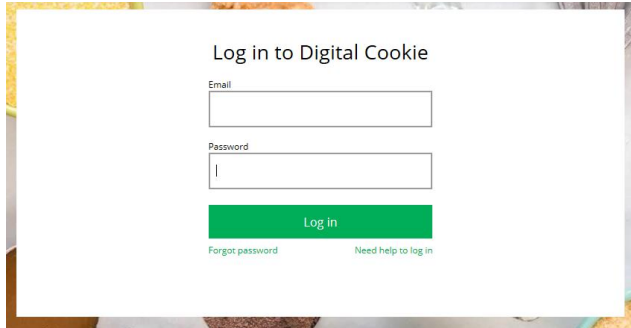 Log in to Digital Cookie
Email
Password
Log in
Forgot password Need help to log in